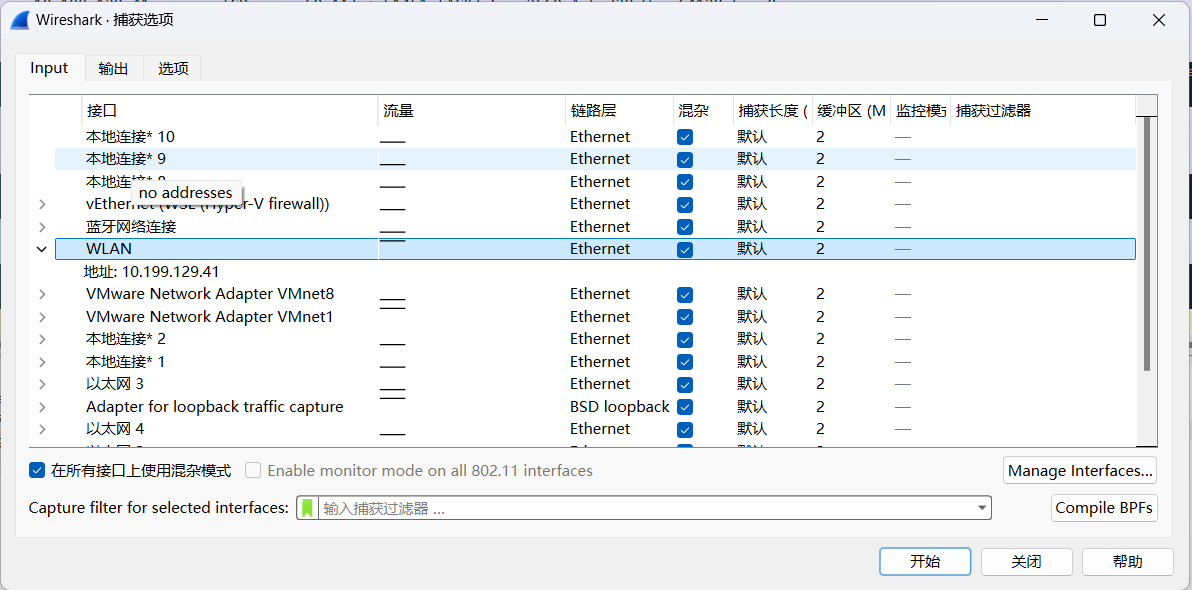 Wireshark · 捕获选项
Input 输出 选项
接口 流量 链路层 混杂 捕获长度 ( 缓冲区 (M 监控模式 捕获过滤器
本地连接* 10 Ethernet 默认 2 —
本地连接* 9 Ethernet 默认 2 —
本地连接* 8 Ethernet 默认 2 —
no addresses
vEthernet (WSL (Hyper-V firewall)) Ethernet 默认 2 —
蓝牙网络连接 Ethernet 默认 2 —
WLAN Ethernet 默认 2 —
地址: 10.199.129.41
VMware Network Adapter VMnet8 Ethernet 默认 2 —
VMware Network Adapter VMnet1 Ethernet 默认 2 —
本地连接* 2 Ethernet 默认 2 —
本地连接* 1 Ethernet 默认 2 —
以太网 3 Ethernet 默认 2 —
Adapter for loopback traffic capture BSD loopback 默认 2 —
以太网 4 Ethernet 默认 2 —
在所有接口上使用混杂模式 Enable monitor mode on all 802.11 interfaces Manage Interfaces...
Capture filter for selected interfaces: 输入捕获过滤器 ... Compile BPFs
开始 关闭 帮助